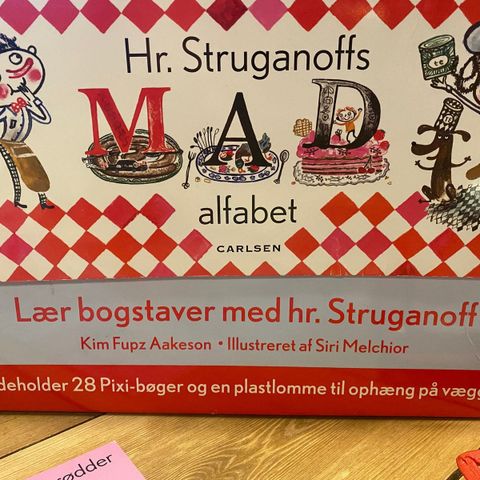 Hr. Struganoffs
MAD
alfabet
CARLSEN
Lær bogstaver med hr. Struganoff
Kim Fupz Aakeson • Illustreret af Siri Melchior
deholder 28 Pixi-bøger og en plastlomme til ophæng på væg
ødder